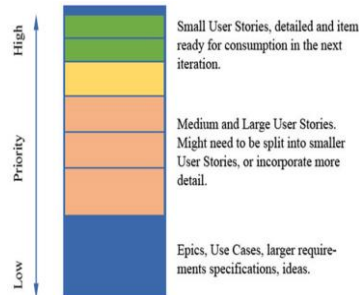 High
Priority
Low
Small User Stories, detailed and item
ready for consumption in the next
iteration.
Medium and Large User Stories.
Might need to be split into smaller
User Stories, or incorporate more
detail.
Epics, Use Cases, larger require-
ments specifications, ideas.